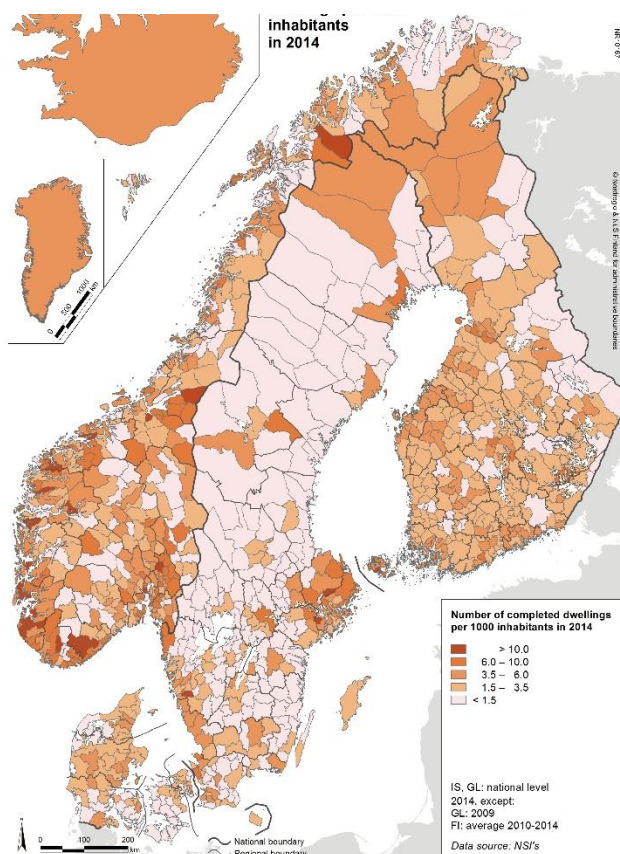 inhabitants
in 2014
NR-0-67
© Nordregio & NLS Finland for administrative boundaries
0
500
1000
km
Number of completed dwellings
per 1000 inhabitants in 2014
> 10.0
6.0 – 10.0
3.5 – 6.0
1.5 – 3.5
< 1.5
IS, GL: national level
2014, except:
GL: 2009
FI: average 2010-2014
Data source: NSI's
0 100 200
km
National boundary
Regional boundary